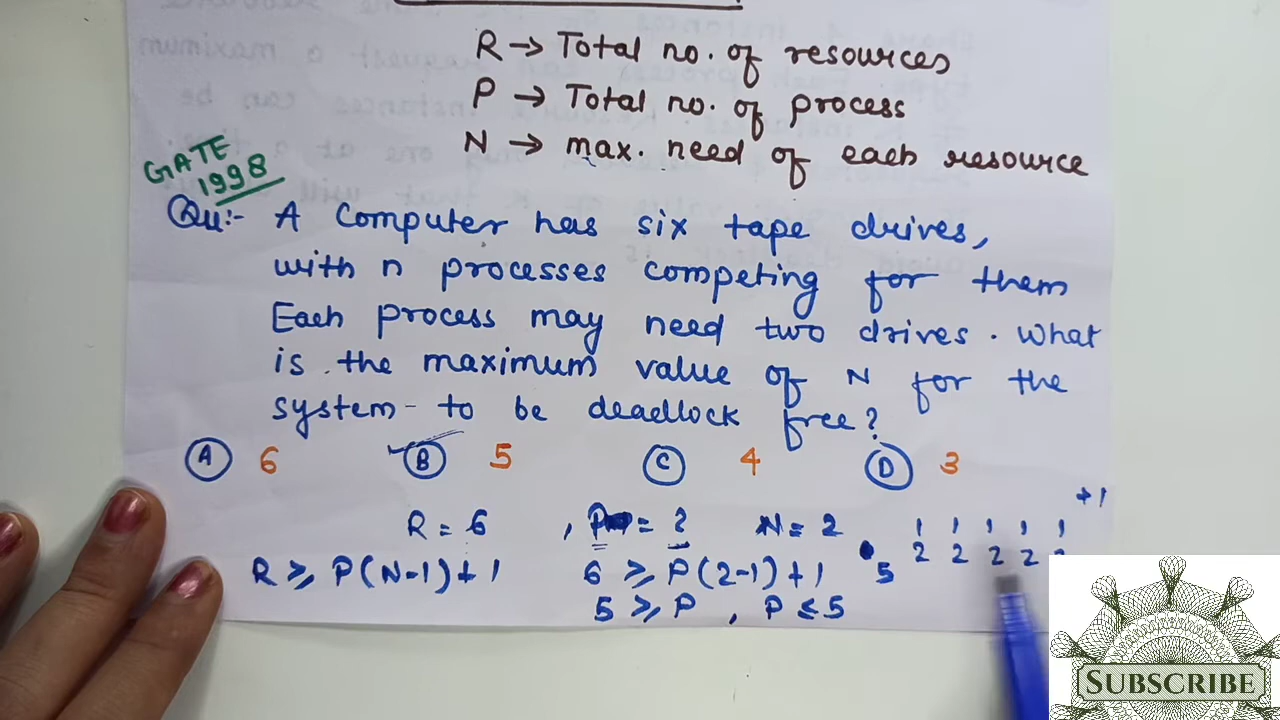 R → Total no. of resources
P → Total no. of process
N → max. need of each resource
GATE
1998
Qu:- A Computer has six tape drives,
with n processes competing for them
Each process may need two drives. What
is the maximum value of N for the
system to be deadlock free?
A 6 B 5 C 4 D 3
R = 6 , P = ? N = 2
1 1 1 1 1 +1
5 2 2 2 2
R ⩾ P(N-1)+1 6 ⩾ P(2-1)+1
5 ⩾ P , P ≤ 5
SUBSCRIBE